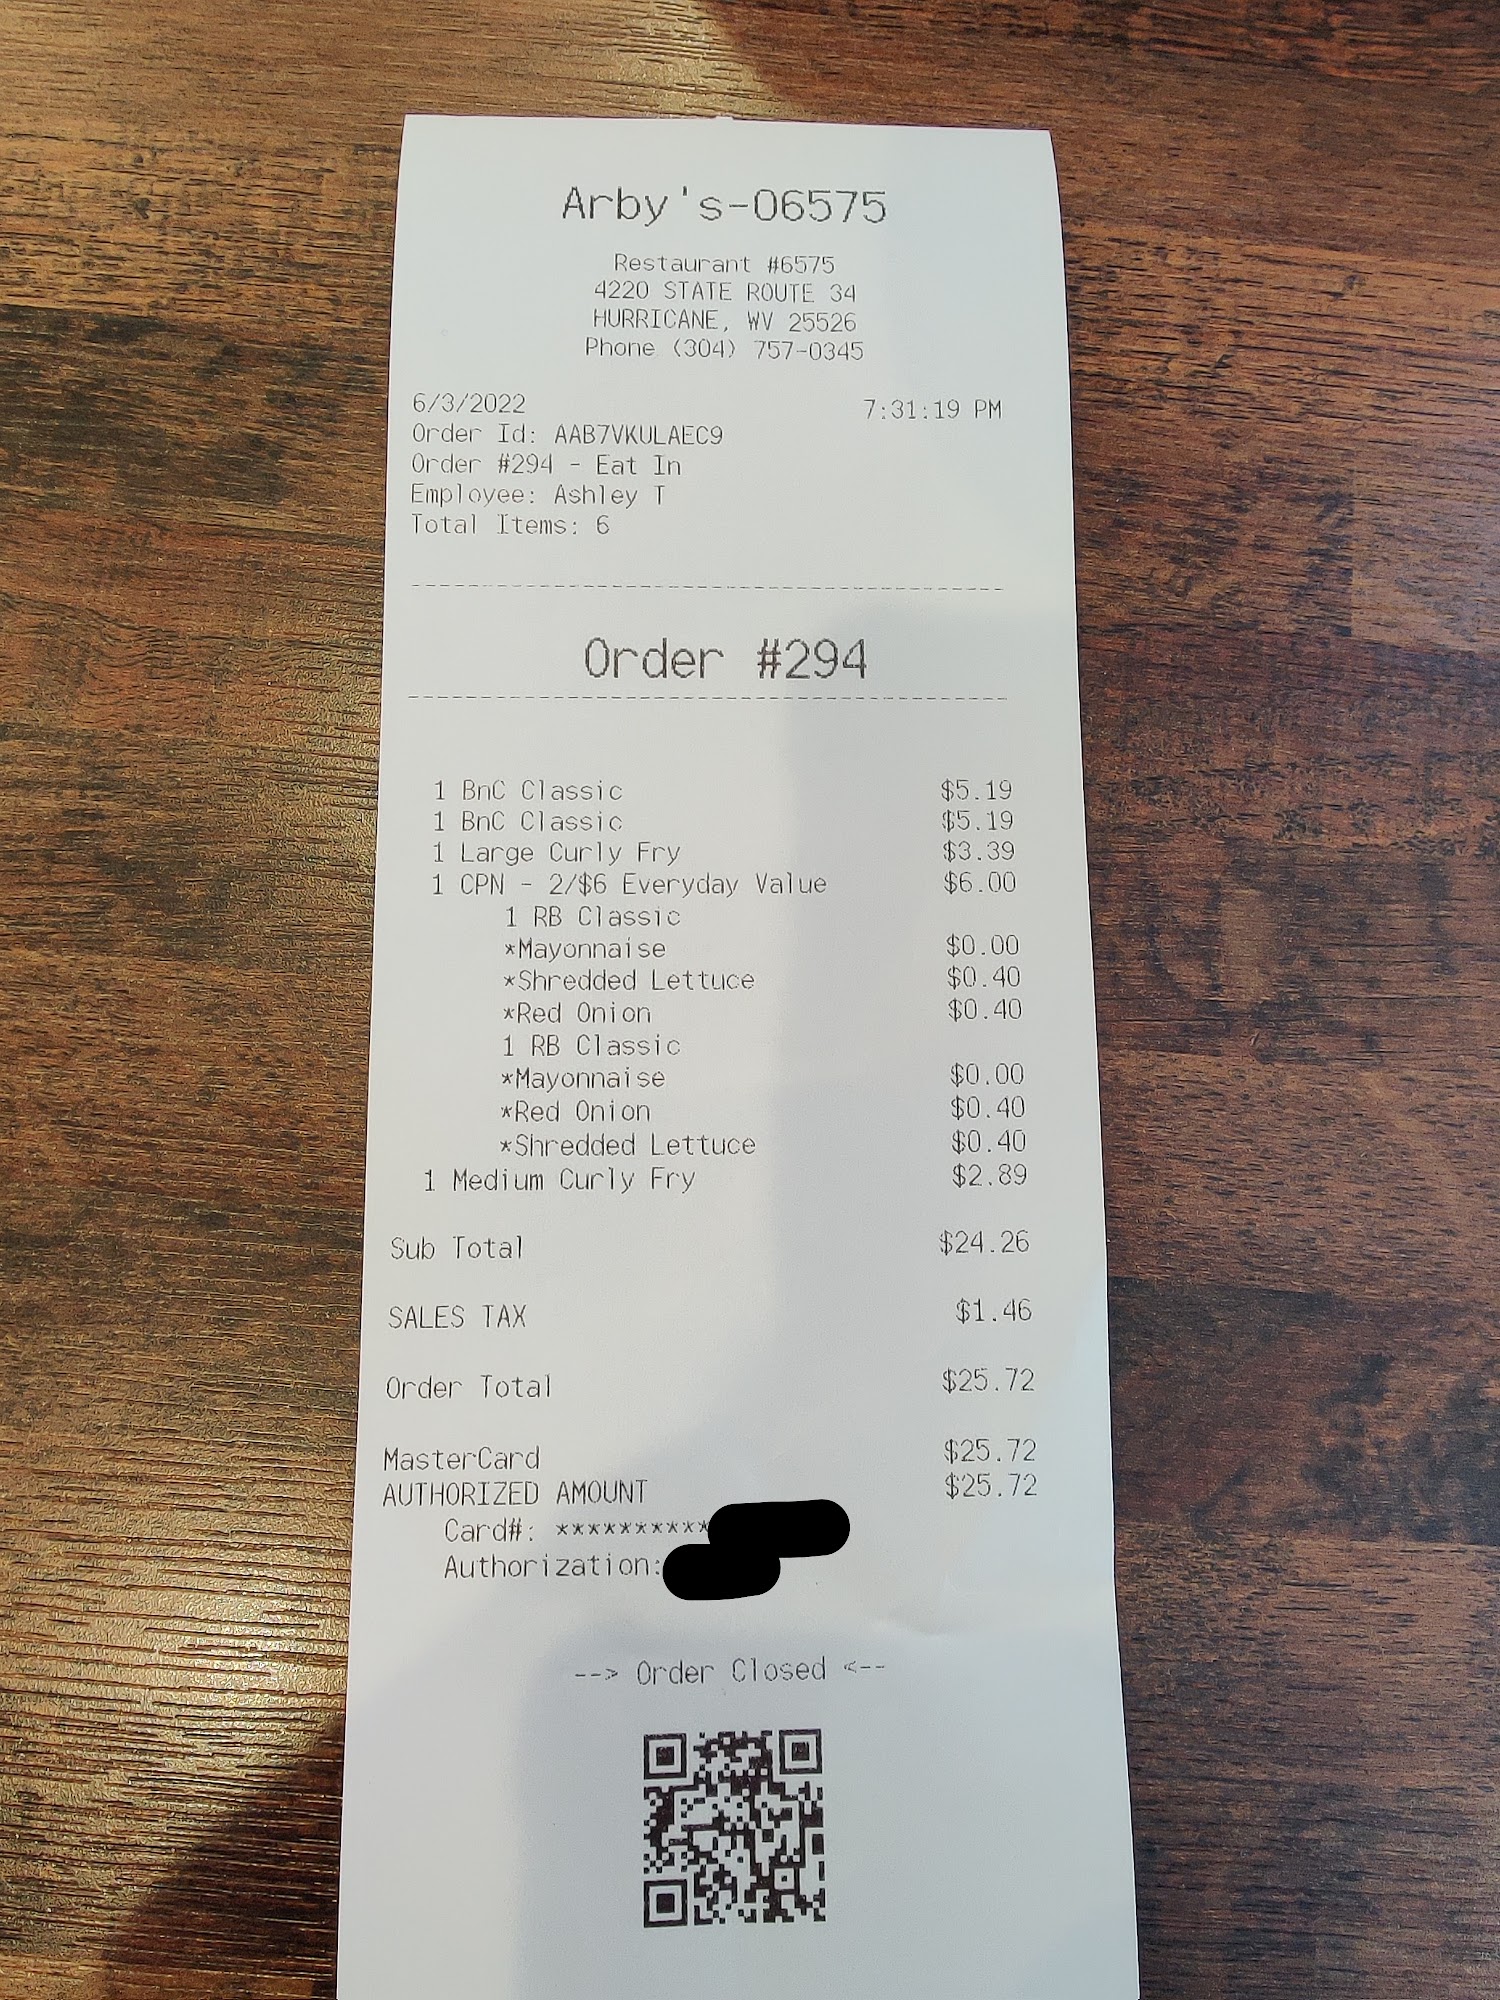 Arby's-06575
Restaurant #6575
4220 STATE ROUTE 34
HURRICANE, WV 25526
Phone (304) 757-0345
6/3/2022 7:31:19 PM
Order Id: AAB7VKULAEC9
Order #294 - Eat In
Employee: Ashley T
Total Items: 6
Order #294
1 BnC Classic $5.19
1 BnC Classic $5.19
1 Large Curly Fry $3.39
1 CPN - 2/$6 Everyday Value $6.00
1 RB Classic
*Mayonnaise $0.00
*Shredded Lettuce $0.40
*Red Onion $0.40
1 RB Classic
*Mayonnaise $0.00
*Red Onion $0.40
*Shredded Lettuce $0.40
1 Medium Curly Fry $2.89
Sub Total $24.26
SALES TAX $1.46
Order Total $25.72
MasterCard $25.72
AUTHORIZED AMOUNT $25.72
Card#: **********
Authorization:
--> Order Closed <--